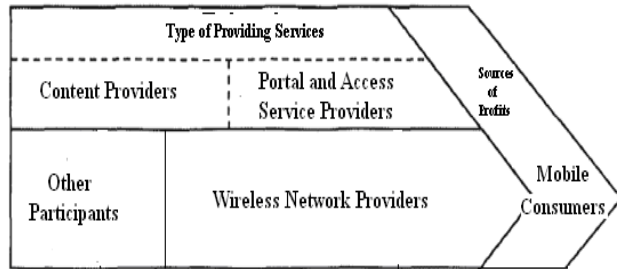 Type of Providing Services
Content Providers
Portal and Access
Service Providers
Sources
of
Profits
Other
Participants
Wireless Network Providers
Mobile
Consumers